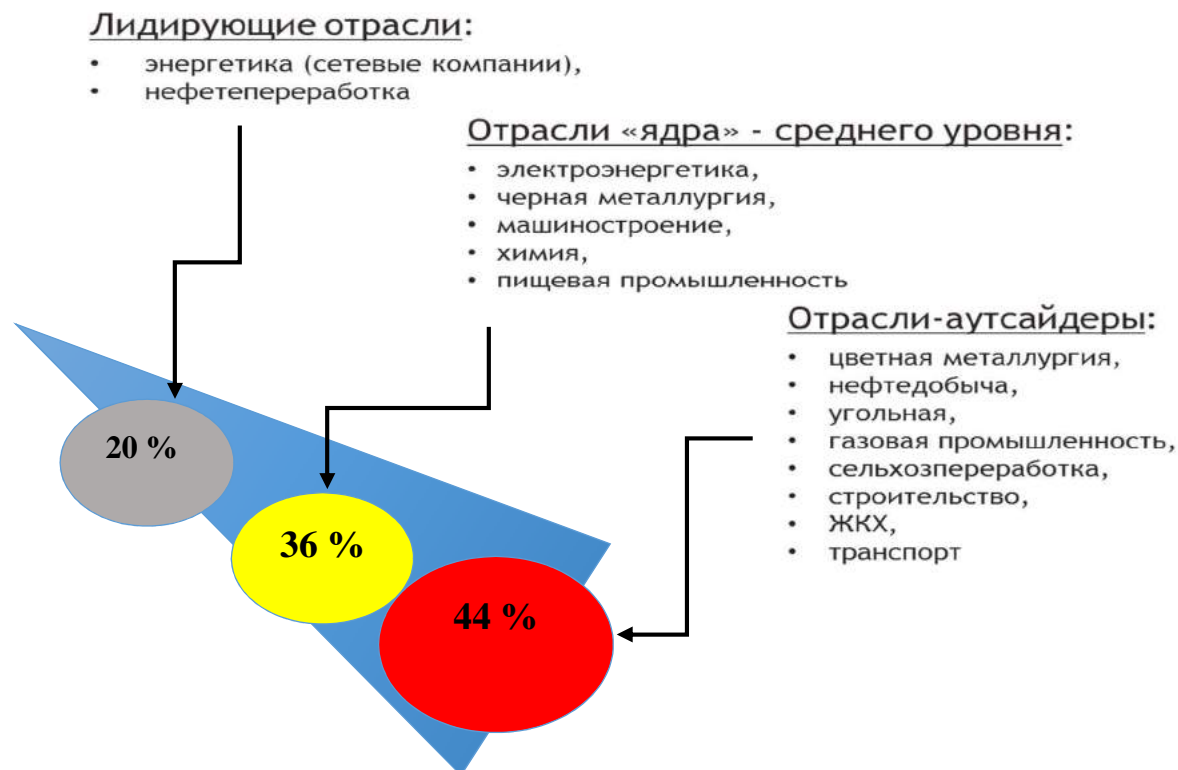 Лидирующие отрасли:
• энергетика (сетевые компании),
• нефетепереработка
Отрасли «ядра» - среднего уровня:
• электроэнергетика,
• черная металлургия,
• машиностроение,
• химия,
• пищевая промышленность
Отрасли-аутсайдеры:
• цветная металлургия,
• нефтедобыча,
• угольная,
• газовая промышленность,
• сельхозпереработка,
• строительство,
• ЖКХ,
• транспорт
20 %
36 %
44 %